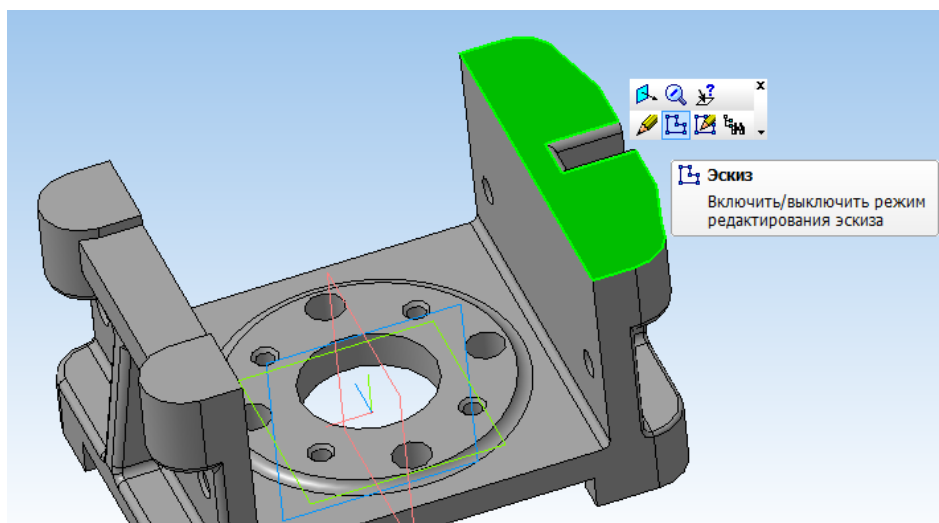 Эскиз
Включить/выключить режим
редактирования эскиза